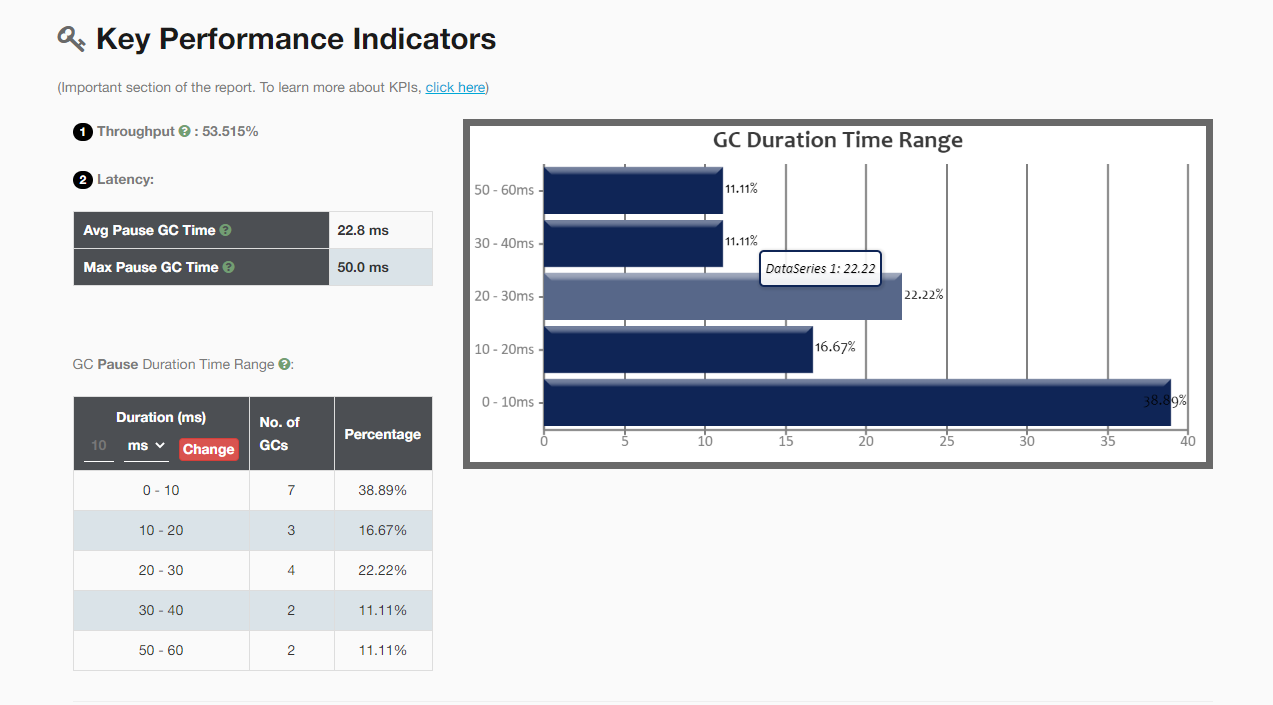 Key Performance Indicators
(Important section of the report. To learn more about KPIs, click here)
1 Throughput ? : 53.515%
2 Latency:
Avg Pause GC Time ? 22.8 ms
Max Pause GC Time ? 50.0 ms
GC Pause Duration Time Range ?:
Duration (ms)
10 ms Change
No. of
GCs
Percentage
0 - 10 7 38.89%
10 - 20 3 16.67%
20 - 30 4 22.22%
30 - 40 2 11.11%
50 - 60 2 11.11%
GC Duration Time Range
50 - 60ms 11.11%
30 - 40ms 11.11%
DataSeries 1: 22.22
20 - 30ms 22.22%
10 - 20ms 16.67%
0 - 10ms 38.89%
0 5 10 15 20 25 30 35 40